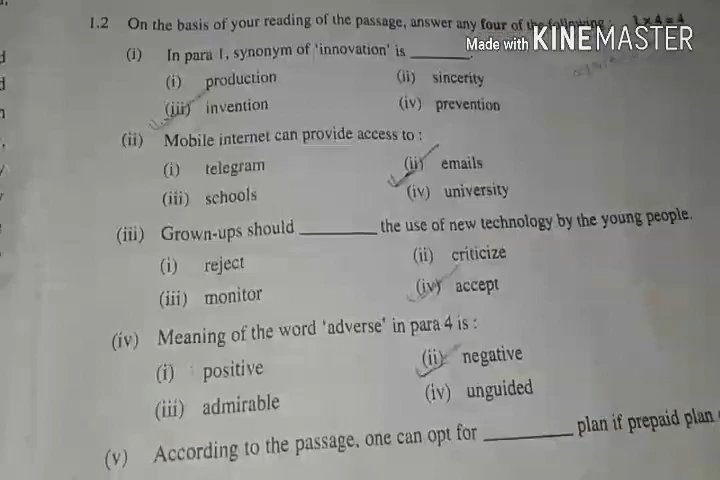 1.2 On the basis of your reading of the passage, answer any four of the following : 1 × 4 = 4
Made with KINEMASTER
(i) In para 1, synonym of 'innovation' is ________.
(i) production (ii) sincerity
(iii) invention (iv) prevention
(ii) Mobile internet can provide access to :
(i) telegram (ii) emails
(iii) schools (iv) university
(iii) Grown-ups should ________ the use of new technology by the young people.
(i) reject (ii) criticize
(iii) monitor (iv) accept
(iv) Meaning of the word 'adverse' in para 4 is :
(i) positive (ii) negative
(iii) admirable (iv) unguided
(v) According to the passage, one can opt for ________ plan if prepaid plan